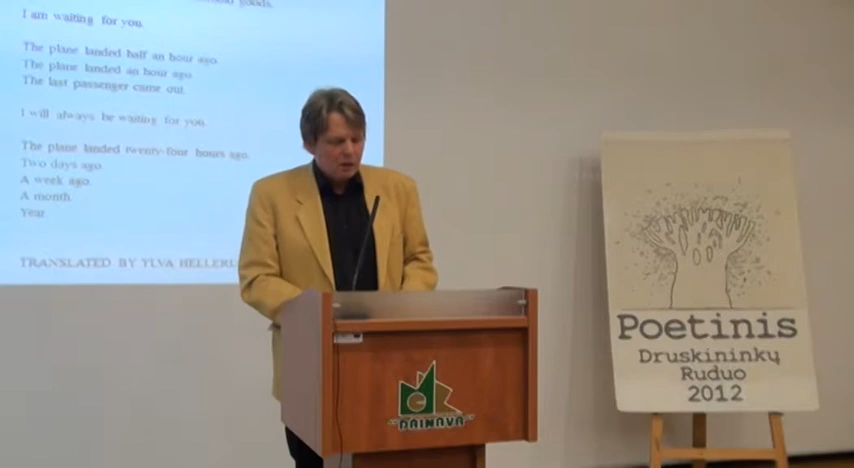 goods.
I am waiting for you.
The plane landed half an hour ago.
The plane landed an hour ago.
The last passenger came out.
I will always be waiting for you.
The plane landed twenty-four hours ago.
Two days ago.
A week ago.
A month.
Year.
TRANSLATED BY YLVA
"DAINAVA"
Poetinis
Druskininkų
Ruduo
2012